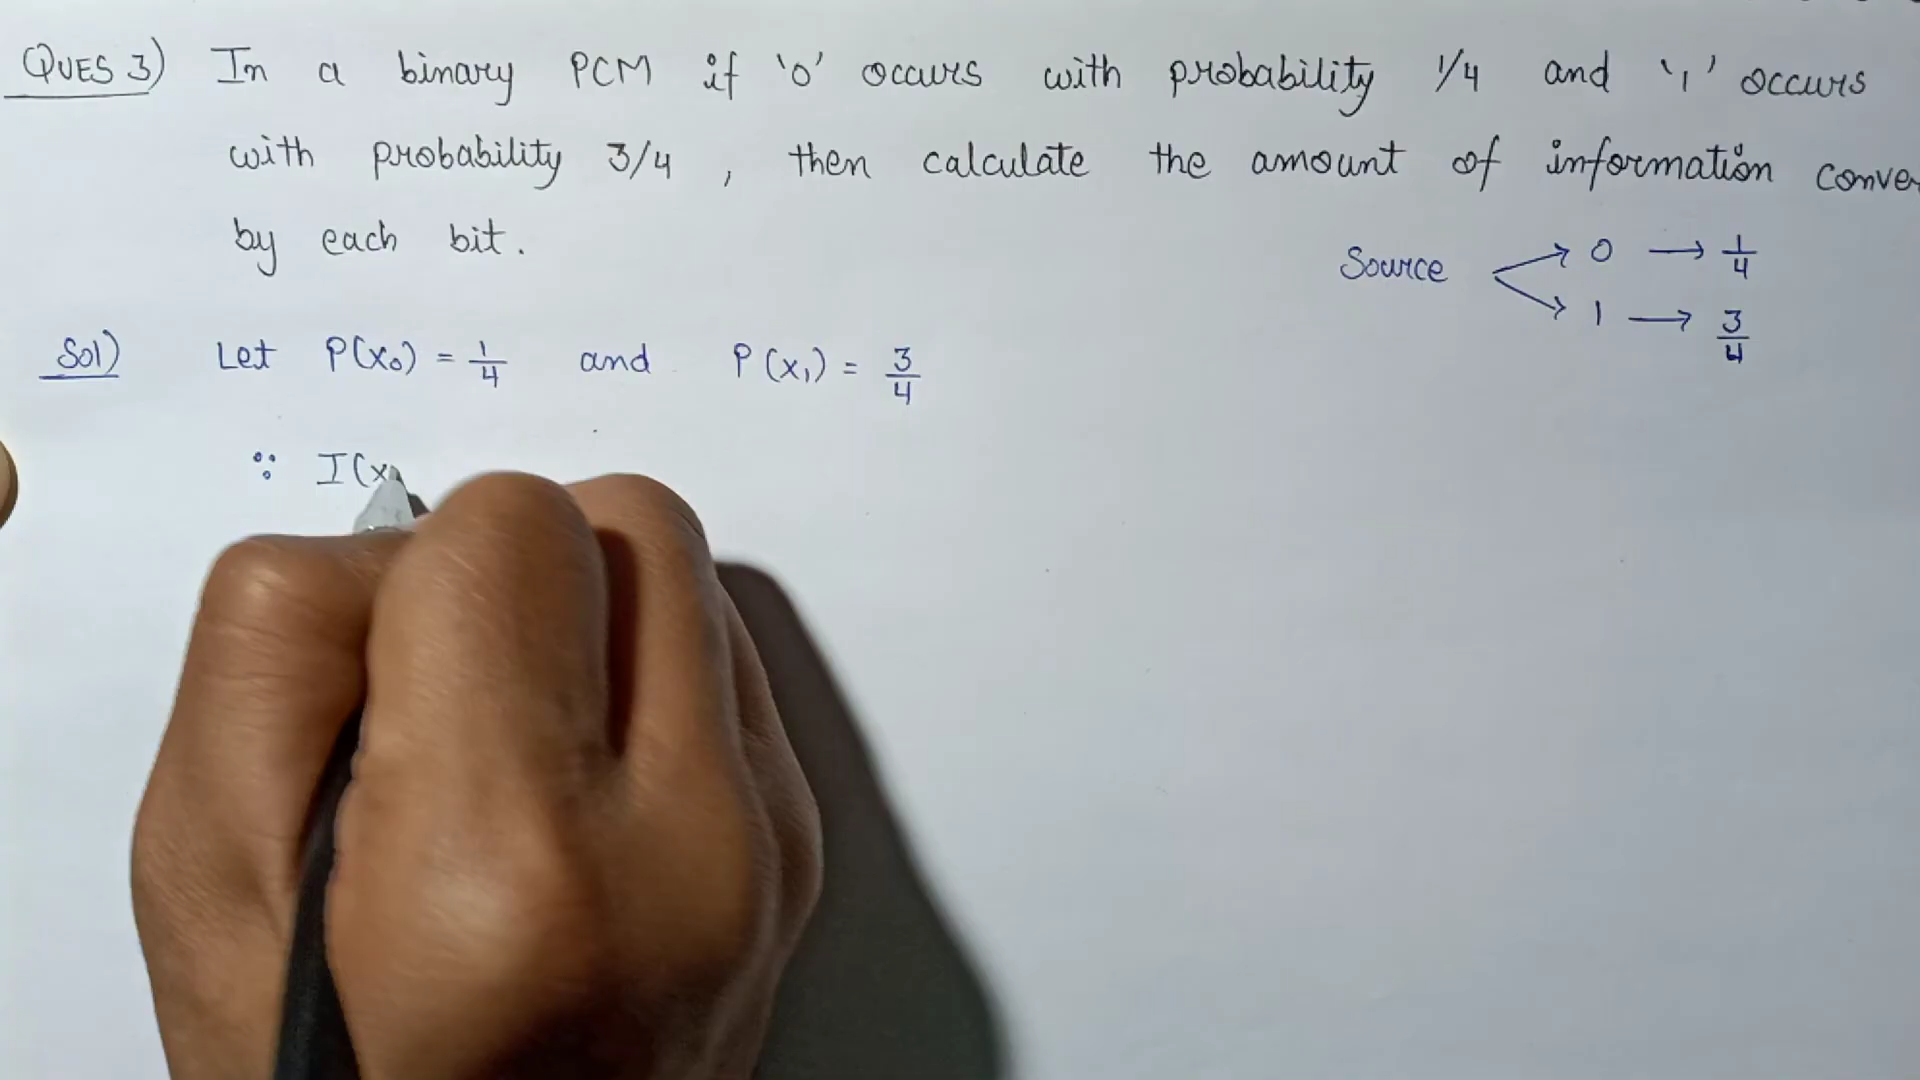 QUES 3) In a binary PCM if '0' occurs with probability 1/4 and '1' occurs
with probability 3/4 , then calculate the amount of information
by each bit.
Source 0 → 1/4
1 → 3/4
Sol) Let P(x₀) = 1/4 and P(x₁) = 3/4
∵ I(x